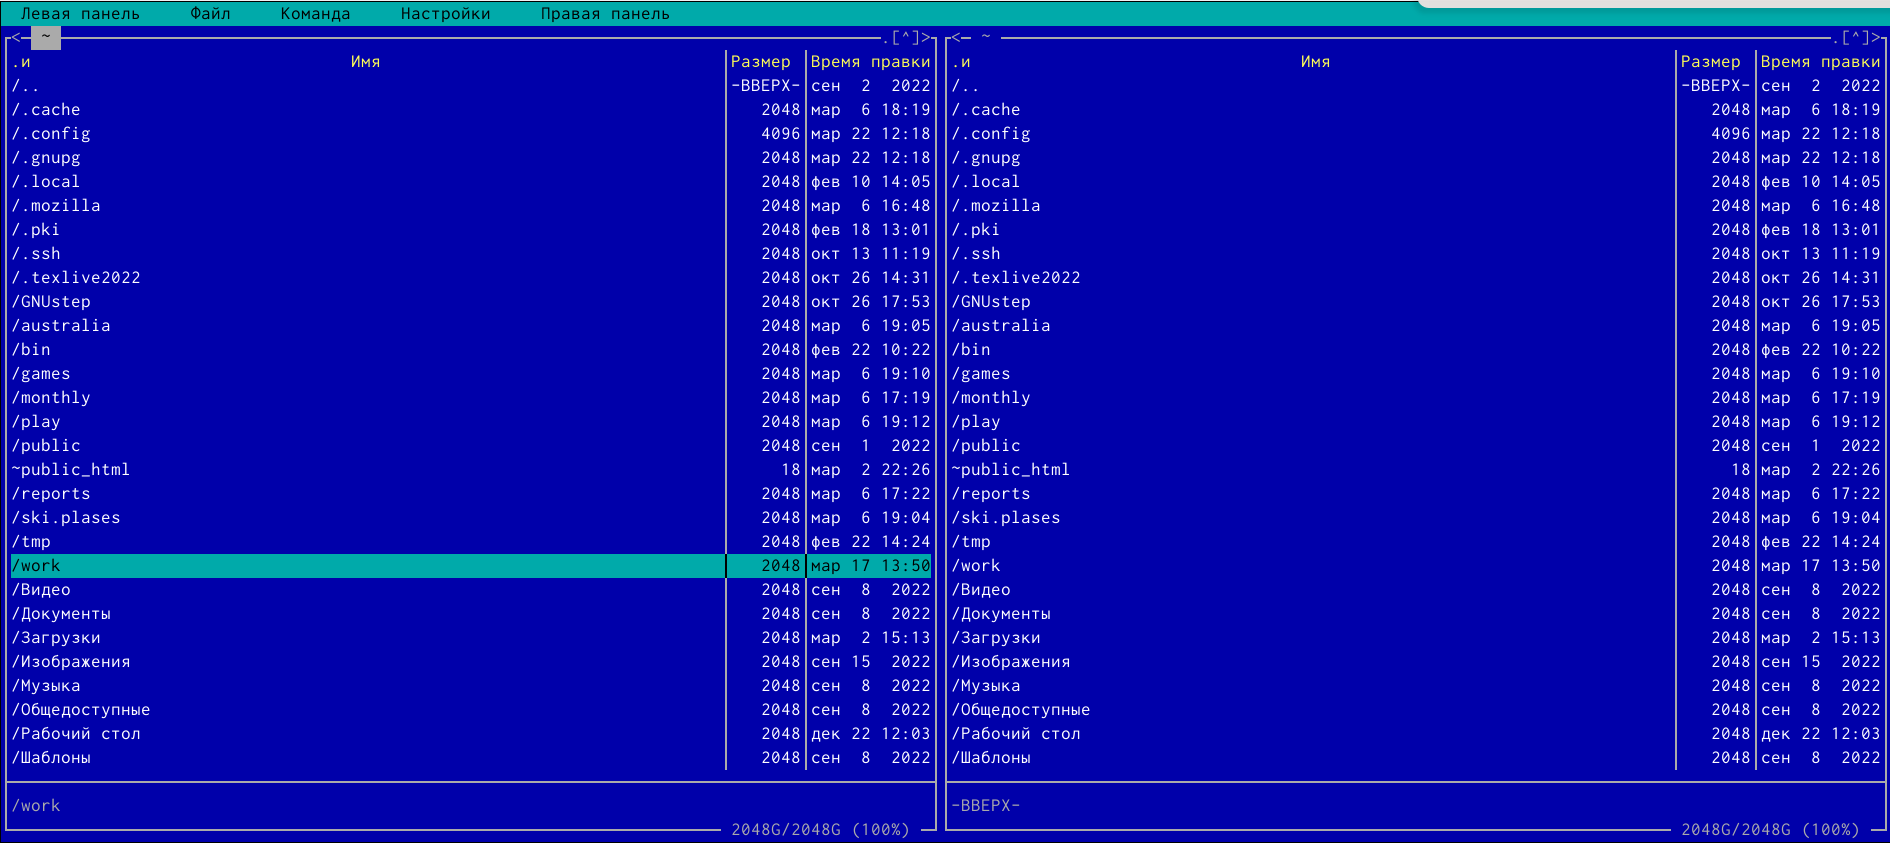 Левая панель Файл Команда Настройки Правая панель
<─ ~ .[^]> <─ ~ .[^]>
.и Имя Размер Время правки .и Имя Размер Время правки
/.. -ВВЕРХ- сен 2 2022 /.. -ВВЕРХ- сен 2 2022
/.cache 2048 мар 6 18:19 /.cache 2048 мар 6 18:19
/.config 4096 мар 22 12:18 /.config 4096 мар 22 12:18
/.gnupg 2048 мар 22 12:18 /.gnupg 2048 мар 22 12:18
/.local 2048 фев 10 14:05 /.local 2048 фев 10 14:05
/.mozilla 2048 мар 6 16:48 /.mozilla 2048 мар 6 16:48
/.pki 2048 фев 18 13:01 /.pki 2048 фев 18 13:01
/.ssh 2048 окт 13 11:19 /.ssh 2048 окт 13 11:19
/.texlive2022 2048 окт 26 14:31 /.texlive2022 2048 окт 26 14:31
/GNUstep 2048 окт 26 17:53 /GNUstep 2048 окт 26 17:53
/australia 2048 мар 6 19:05 /australia 2048 мар 6 19:05
/bin 2048 фев 22 10:22 /bin 2048 фев 22 10:22
/games 2048 мар 6 19:10 /games 2048 мар 6 19:10
/monthly 2048 мар 6 17:19 /monthly 2048 мар 6 17:19
/play 2048 мар 6 19:12 /play 2048 мар 6 19:12
/public 2048 сен 1 2022 /public 2048 сен 1 2022
~public_html 18 мар 2 22:26 ~public_html 18 мар 2 22:26
/reports 2048 мар 6 17:22 /reports 2048 мар 6 17:22
/ski.plases 2048 мар 6 19:04 /ski.plases 2048 мар 6 19:04
/tmp 2048 фев 22 14:24 /tmp 2048 фев 22 14:24
/work 2048 мар 17 13:50 /work 2048 мар 17 13:50
/Видео 2048 сен 8 2022 /Видео 2048 сен 8 2022
/Документы 2048 сен 8 2022 /Документы 2048 сен 8 2022
/Загрузки 2048 мар 2 15:13 /Загрузки 2048 мар 2 15:13
/Изображения 2048 сен 15 2022 /Изображения 2048 сен 15 2022
/Музыка 2048 сен 8 2022 /Музыка 2048 сен 8 2022
/Общедоступные 2048 сен 8 2022 /Общедоступные 2048 сен 8 2022
/Рабочий стол 2048 дек 22 12:03 /Рабочий стол 2048 дек 22 12:03
/Шаблоны 2048 сен 8 2022 /Шаблоны 2048 сен 8 2022
/work -ВВЕРХ-
2048G/2048G (100%) 2048G/2048G (100%)